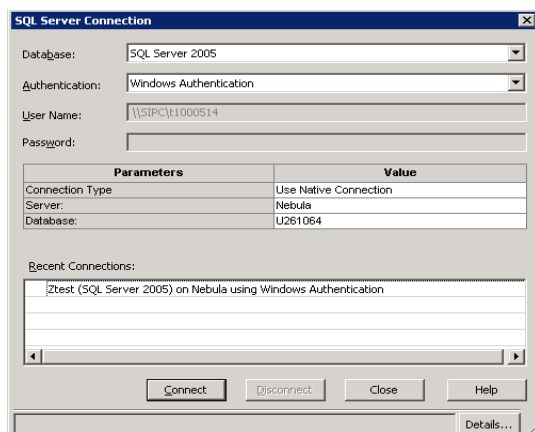 SQL Server Connection
Database: SQL Server 2005
Authentication: Windows Authentication
User Name: \\SIPC\t1000514
Password:
Parameters Value
Connection Type Use Native Connection
Server: Nebula
Database: U261064
Recent Connections:
Ztest (SQL Server 2005) on Nebula using Windows Authentication
Connect Disconnect Close Help
Details...